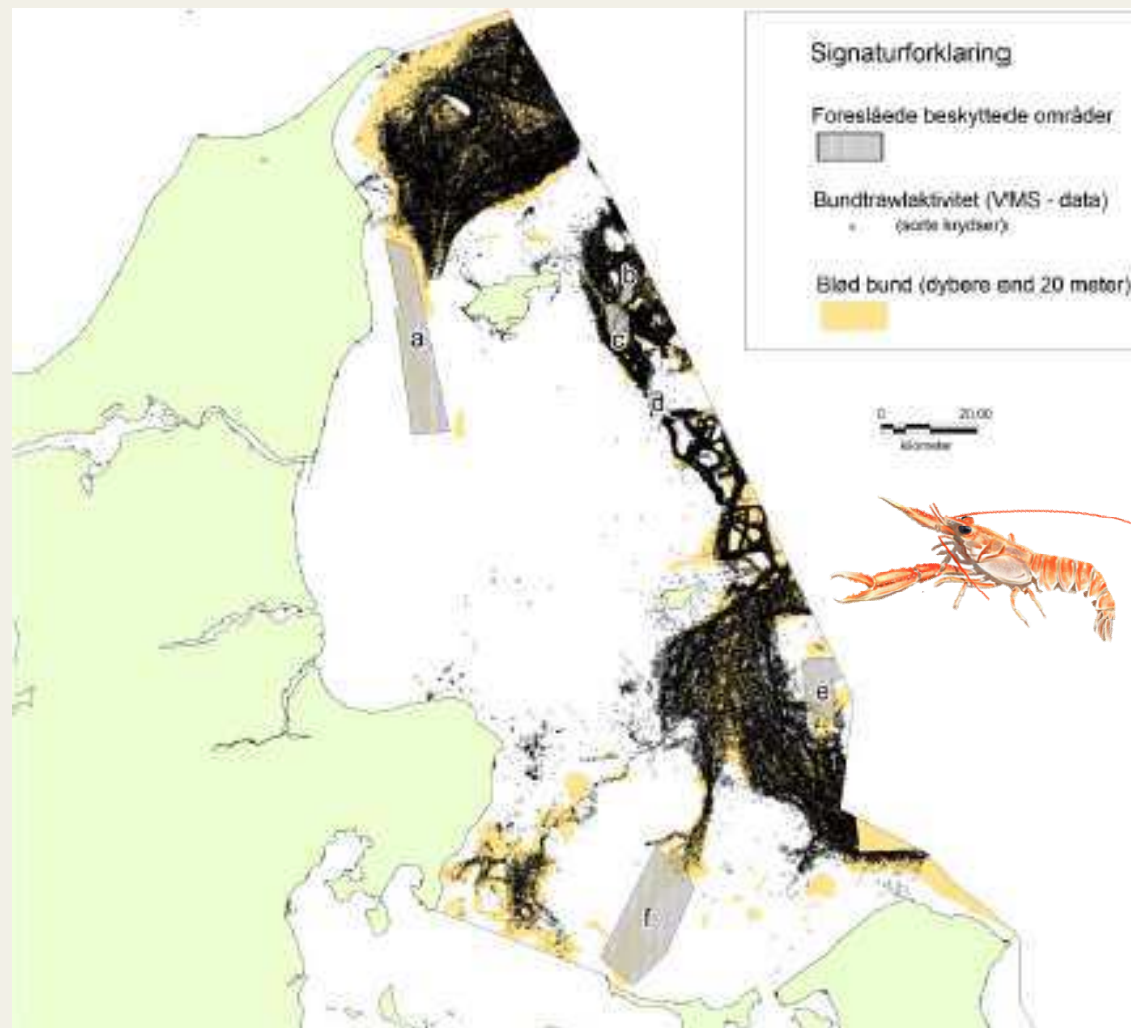 Signaturforklaring
Foreslåede beskyttede områder
Bundtrawlaktivitet (VMS - data)
(sorte krydser)
Blød bund (dybere end 20 meter)
b
a
c
d
0 20,00
kilometer
e
f